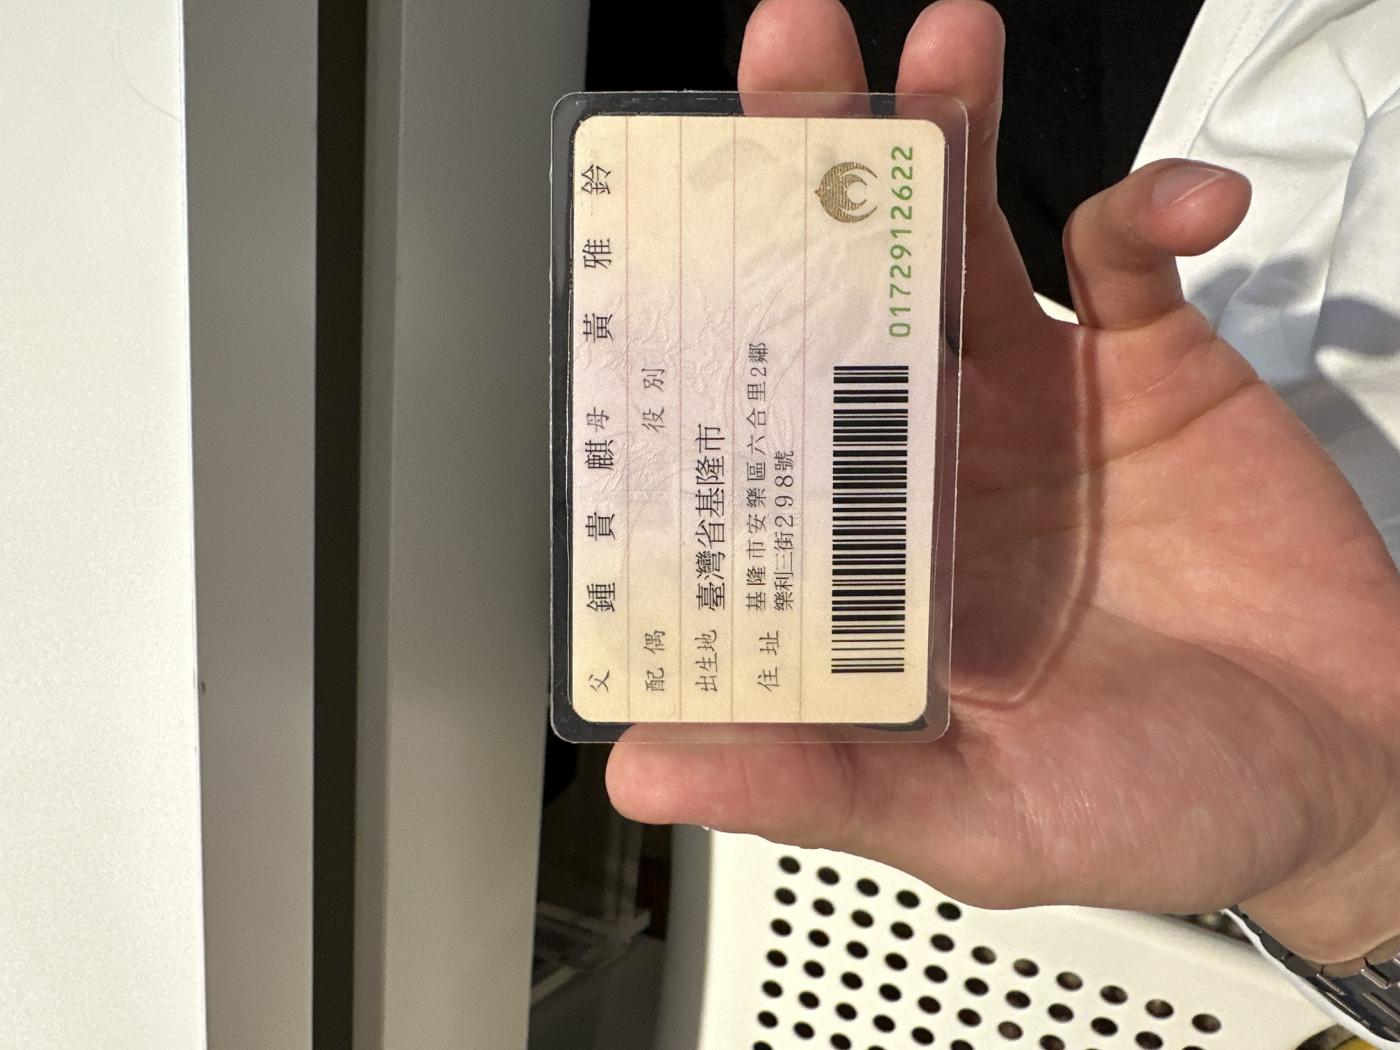 父 鍾貴麒 母 黃雅鈴
配偶 役別
出生地 臺灣省基隆市
住址 基隆市安樂區六合里2鄰
樂利三街298號
0172912622